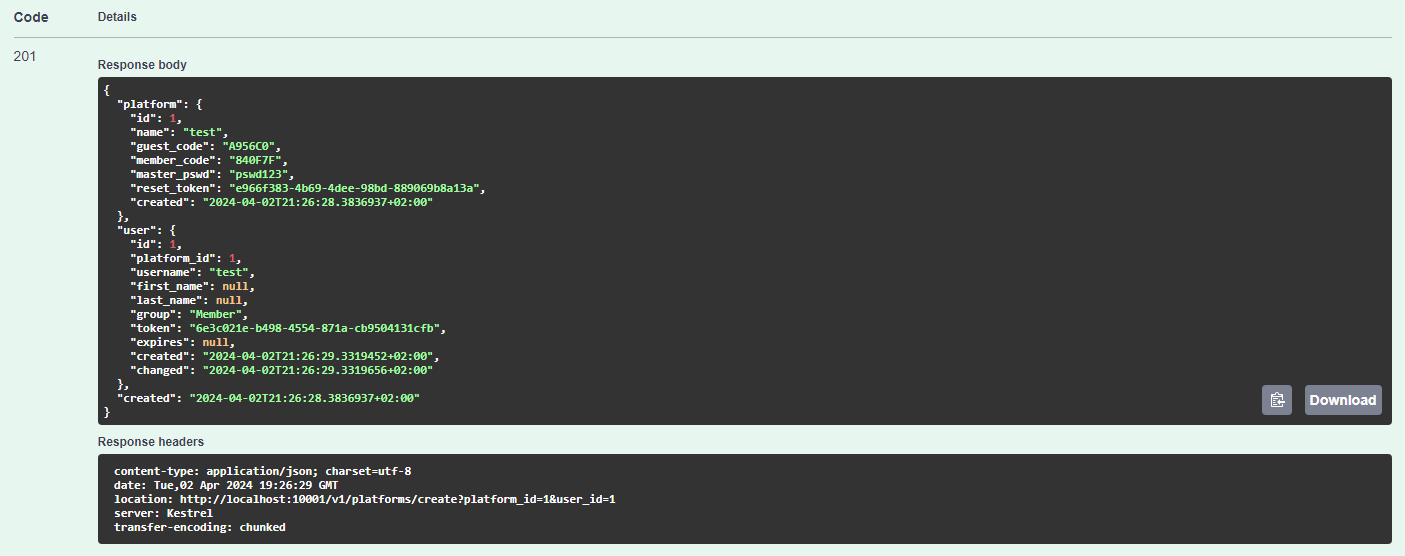 Code Details
201
Response body
{
  "platform": {
    "id": 1,
    "name": "test",
    "guest_code": "A956C0",
    "member_code": "840F7F",
    "master_pswd": "pswd123",
    "reset_token": "e966f383-4b69-4dee-98bd-889069b8a13a",
    "created": "2024-04-02T21:26:28.3836937+02:00"
  },
  "user": {
    "id": 1,
    "platform_id": 1,
    "username": "test",
    "first_name": null,
    "last_name": null,
    "group": "Member",
    "token": "6e3c021e-b498-4554-871a-cb9504131cfb",
    "expires": null,
    "created": "2024-04-02T21:26:29.3319452+02:00",
    "changed": "2024-04-02T21:26:29.3319656+02:00"
  },
  "created": "2024-04-02T21:26:28.3836937+02:00"
}
Download
Response headers
content-type: application/json; charset=utf-8
date: Tue,02 Apr 2024 19:26:29 GMT
location: http://localhost:10001/v1/platforms/create?platform_id=1&user_id=1
server: Kestrel
transfer-encoding: chunked